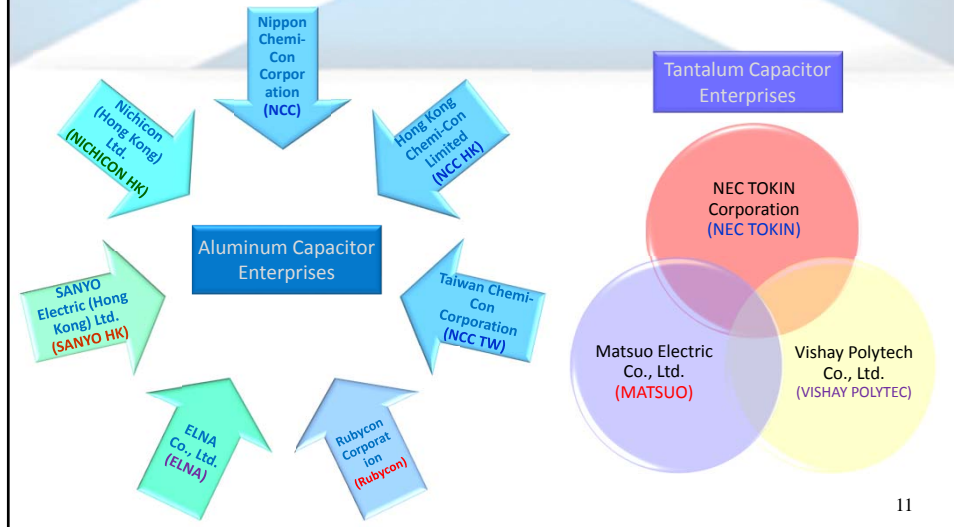 Nippon
Chemi-
Con
Corpor
ation
(NCC)
Hong Kong
Chemi-Con
Limited
(NCC HK)
Taiwan Chemi-
Con
Corporation
(NCC TW)
Rubycon
Corporat
ion
(Rubycon)
ELNA
Co., Ltd.
(ELNA)
SANYO
Electric (Hong
Kong) Ltd.
(SANYO HK)
Nichicon
(Hong Kong)
Ltd.
(NICHICON HK)
Aluminum Capacitor
Enterprises
Tantalum Capacitor
Enterprises
NEC TOKIN
Corporation
(NEC TOKIN)
Matsuo Electric
Co., Ltd.
(MATSUO)
Vishay Polytech
Co., Ltd.
(VISHAY POLYTEC)
11